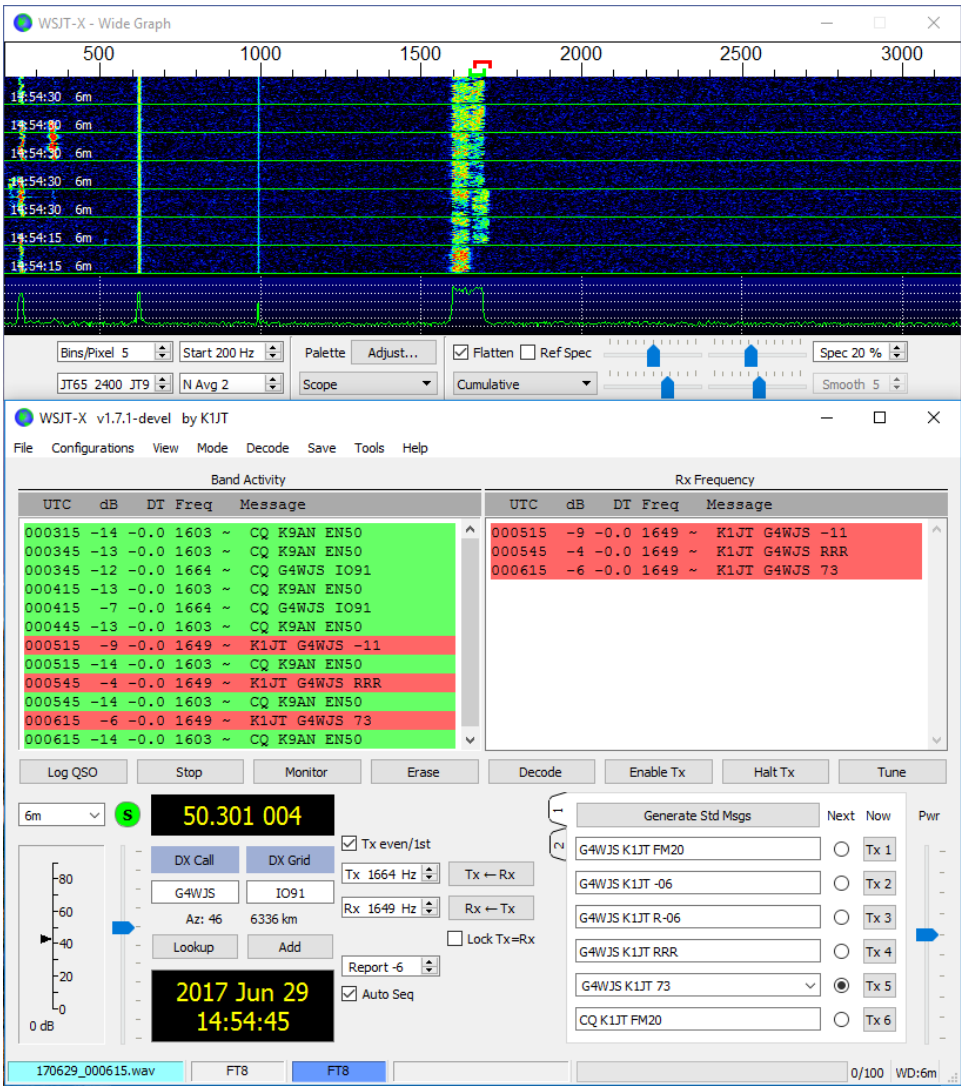 WSJT-X - Wide Graph
500 1000 1500 2000 2500 3000
14:54:30 6m
14:54:30 6m
14:54:30 6m
14:54:30 6m
14:54:30 6m
14:54:15 6m
14:54:15 6m
Bins/Pixel 5 Start 200 Hz Palette Adjust... Flatten Ref Spec Spec 20 %
JT65 2400 JT9 N Avg 2 Scope Cumulative Smooth 5
WSJT-X v1.7.1-devel by K1JT
File Configurations View Mode Decode Save Tools Help
Band Activity
UTC dB DT Freq Message
000315 -14 -0.0 1603 ~ CQ K9AN EN50
000345 -13 -0.0 1603 ~ CQ K9AN EN50
000345 -12 -0.0 1664 ~ CQ G4WJS IO91
000415 -13 -0.0 1603 ~ CQ K9AN EN50
000415 -7 -0.0 1664 ~ CQ G4WJS IO91
000445 -13 -0.0 1603 ~ CQ K9AN EN50
000515 -9 -0.0 1649 ~ K1JT G4WJS -11
000515 -14 -0.0 1603 ~ CQ K9AN EN50
000545 -4 -0.0 1649 ~ K1JT G4WJS RRR
000545 -14 -0.0 1603 ~ CQ K9AN EN50
000615 -6 -0.0 1649 ~ K1JT G4WJS 73
000615 -14 -0.0 1603 ~ CQ K9AN EN50
Rx Frequency
UTC dB DT Freq Message
000515 -9 -0.0 1649 ~ K1JT G4WJS -11
000545 -4 -0.0 1649 ~ K1JT G4WJS RRR
000615 -6 -0.0 1649 ~ K1JT G4WJS 73
Log QSO Stop Monitor Erase Decode Enable Tx Halt Tx Tune
6m S 50.301 004
DX Call DX Grid
G4WJS IO91
Az: 46 6336 km
Lookup Add
2017 Jun 29
14:54:45
-80
-60
-40
-20
0
0 dB
Tx even/1st
Tx 1664 Hz Tx ← Rx
Rx 1649 Hz Rx ← Tx
Lock Tx=Rx
Report -6
Auto Seq
1
2
Generate Std Msgs Next Now Pwr
G4WJS K1JT FM20 Tx 1
G4WJS K1JT -06 Tx 2
G4WJS K1JT R-06 Tx 3
G4WJS K1JT RRR Tx 4
G4WJS K1JT 73 Tx 5
CQ K1JT FM20 Tx 6
170629_000615.wav FT8 FT8 0/100 WD:6m